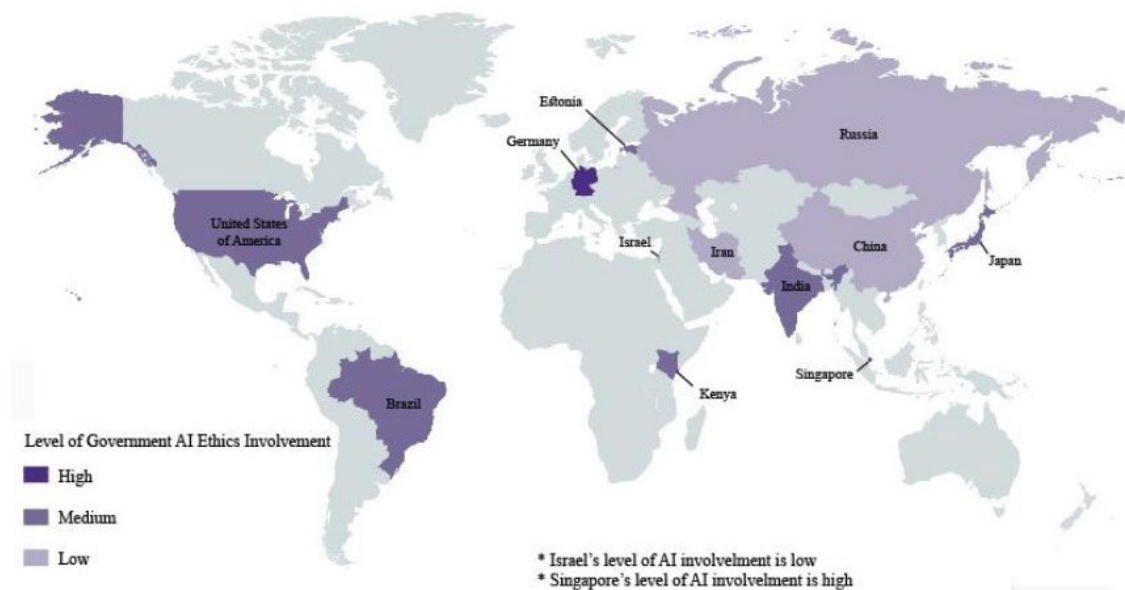 Estonia
Germany
Russia
United States
of America
Israel
Iran
China
Japan
India
Singapore
Kenya
Brazil
Level of Government AI Ethics Involvement
High
Medium
Low
* Israel's level of AI involvelment is low
* Singapore's level of AI involvelment is high